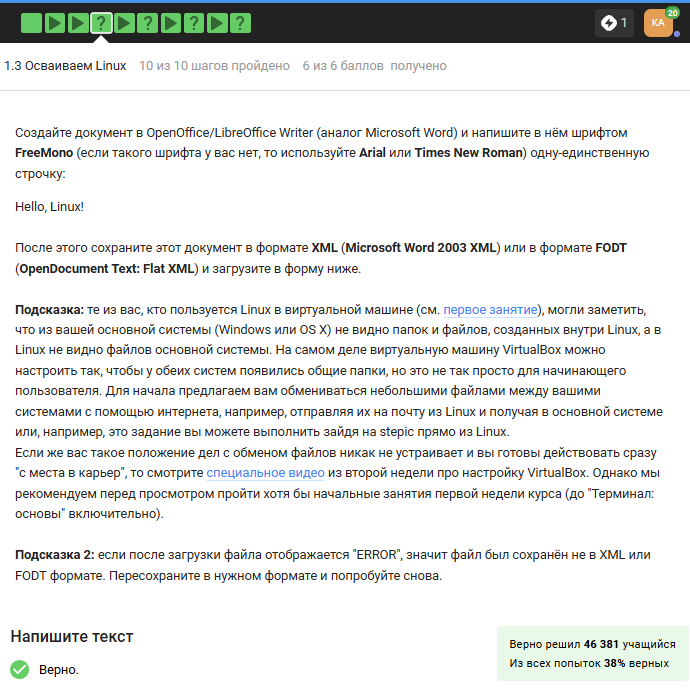 ? ? ? ?
1
KA
20
1.3 Осваиваем Linux 10 из 10 шагов пройдено 6 из 6 баллов получено
Создайте документ в OpenOffice/LibreOffice Writer (аналог Microsoft Word) и напишите в нём шрифтом
FreeMono (если такого шрифта у вас нет, то используйте Arial или Times New Roman) одну-единственную
строчку:
Hello, Linux!
После этого сохраните этот документ в формате XML (Microsoft Word 2003 XML) или в формате FODT
(OpenDocument Text: Flat XML) и загрузите в форму ниже.
Подсказка: те из вас, кто пользуется Linux в виртуальной машине (см. первое занятие), могли заметить,
что из вашей основной системы (Windows или OS X) не видно папок и файлов, созданных внутри Linux, а в
Linux не видно файлов основной системы. На самом деле виртуальную машину VirtualBox можно
настроить так, чтобы у обеих систем появились общие папки, но это не так просто для начинающего
пользователя. Для начала предлагаем вам обмениваться небольшими файлами между вашими
системами с помощью интернета, например, отправляя их на почту из Linux и получая в основной системе
или, например, это задание вы можете выполнить зайдя на stepic прямо из Linux.
Если же вас такое положение дел с обменом файлов никак не устраивает и вы готовы действовать сразу
"с места в карьер", то смотрите специальное видео из второй недели про настройку VirtualBox. Однако мы
рекомендуем перед просмотром пройти хотя бы начальные занятия первой недели курса (до "Терминал:
основы" включительно).
Подсказка 2: если после загрузки файла отображается "ERROR", значит файл был сохранён не в XML или
FODT формате. Пересохраните в нужном формате и попробуйте снова.
Напишите текст
Верно.
Верно решил 46 381 учащийся
Из всех попыток 38% верных